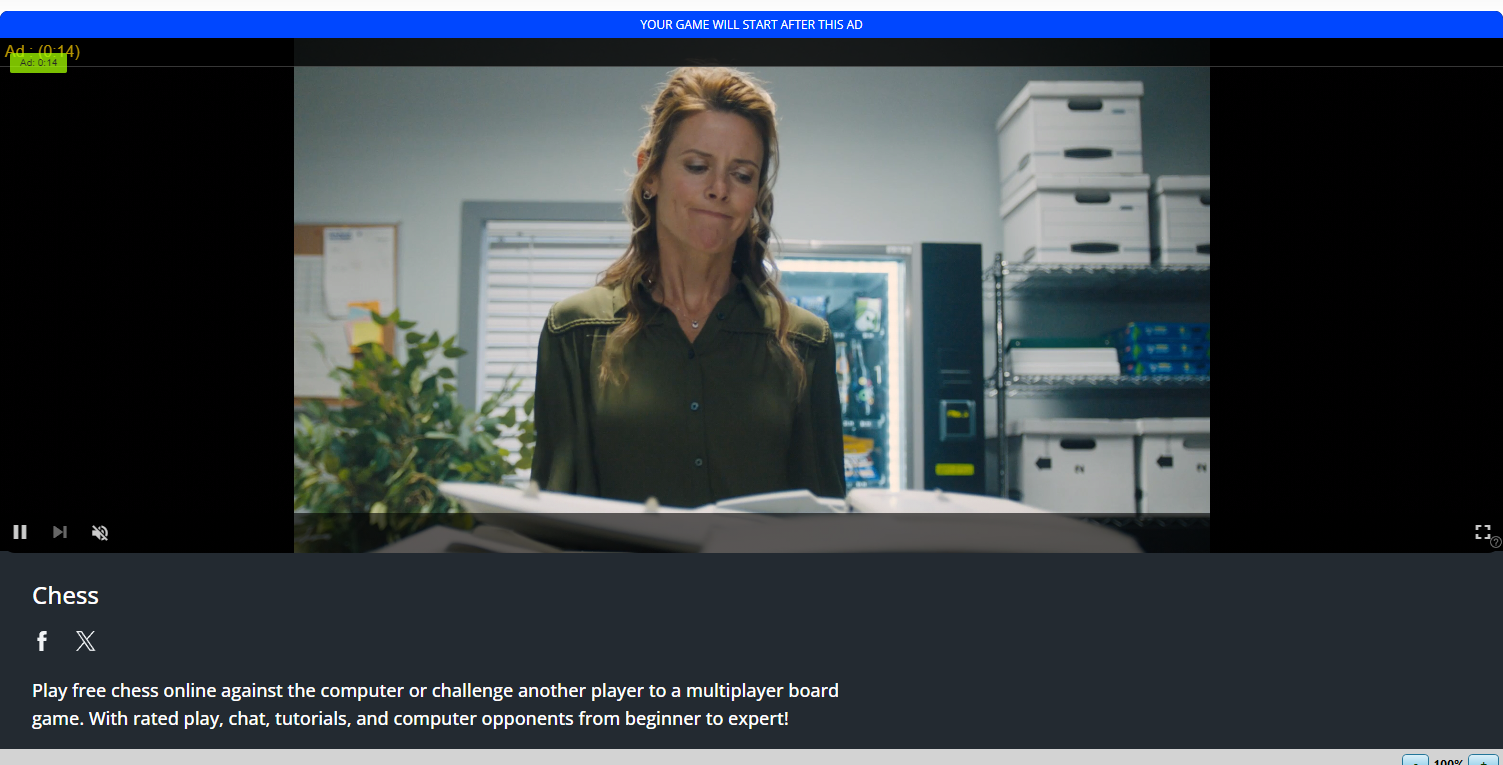 YOUR GAME WILL START AFTER THIS AD
Ad : (0:14)
Ad: 0:14
Chess
Play free chess online against the computer or challenge another player to a multiplayer board
game. With rated play, chat, tutorials, and computer opponents from beginner to expert!
- 100% +